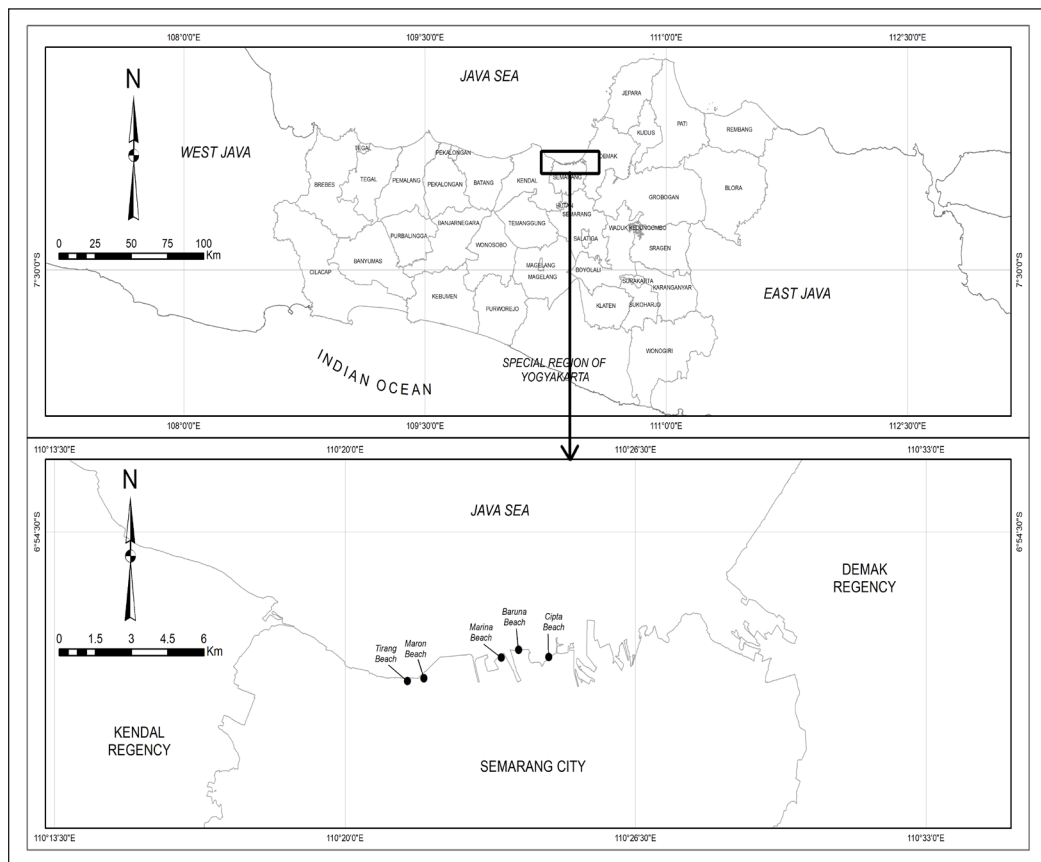 108°0'0"E 109°30'0"E 111°0'0"E 112°30'0"E
N
JAVA SEA
WEST JAVA
JEPARA
KUDUS
PATI
REMBANG
TEGAL
PEKALONGAN
DEMAK
BREBES
TEGAL
PEMALANG
PEKALONGAN
BATANG
KENDAL
SEMARANG
GROBOGAN
BLORA
HUTAN
SEMARANG
BANJARNEGARA
TEMANGGUNG
WADUK KEDUNGOMBO
PURBALINGGA
WONOSOBO
SALATIGA
SRAGEN
0 25 50 75 100
Km
CILACAP
BANYUMAS
MAGELANG
MAGELANG
BOYOLALI
SURAKARTA
KARANGANYAR
KEBUMEN
PURWOREJO
KLATEN
SUKOHARJO
EAST JAVA
WONOGIRI
INDIAN OCEAN
SPECIAL REGION OF
YOGYAKARTA
7°30'0"S
7°30'0"S
108°0'0"E 109°30'0"E 111°0'0"E 112°30'0"E
110°13'30"E 110°20'0"E 110°26'30"E 110°33'0"E
N
JAVA SEA
6°54'30"S
6°54'30"S
DEMAK
REGENCY
0 1.5 3 4.5 6
Km
Tirang
Beach
Maron
Beach
Marina
Beach
Baruna
Beach
Cipta
Beach
KENDAL
REGENCY
SEMARANG CITY
110°13'30"E 110°20'0"E 110°26'30"E 110°33'0"E